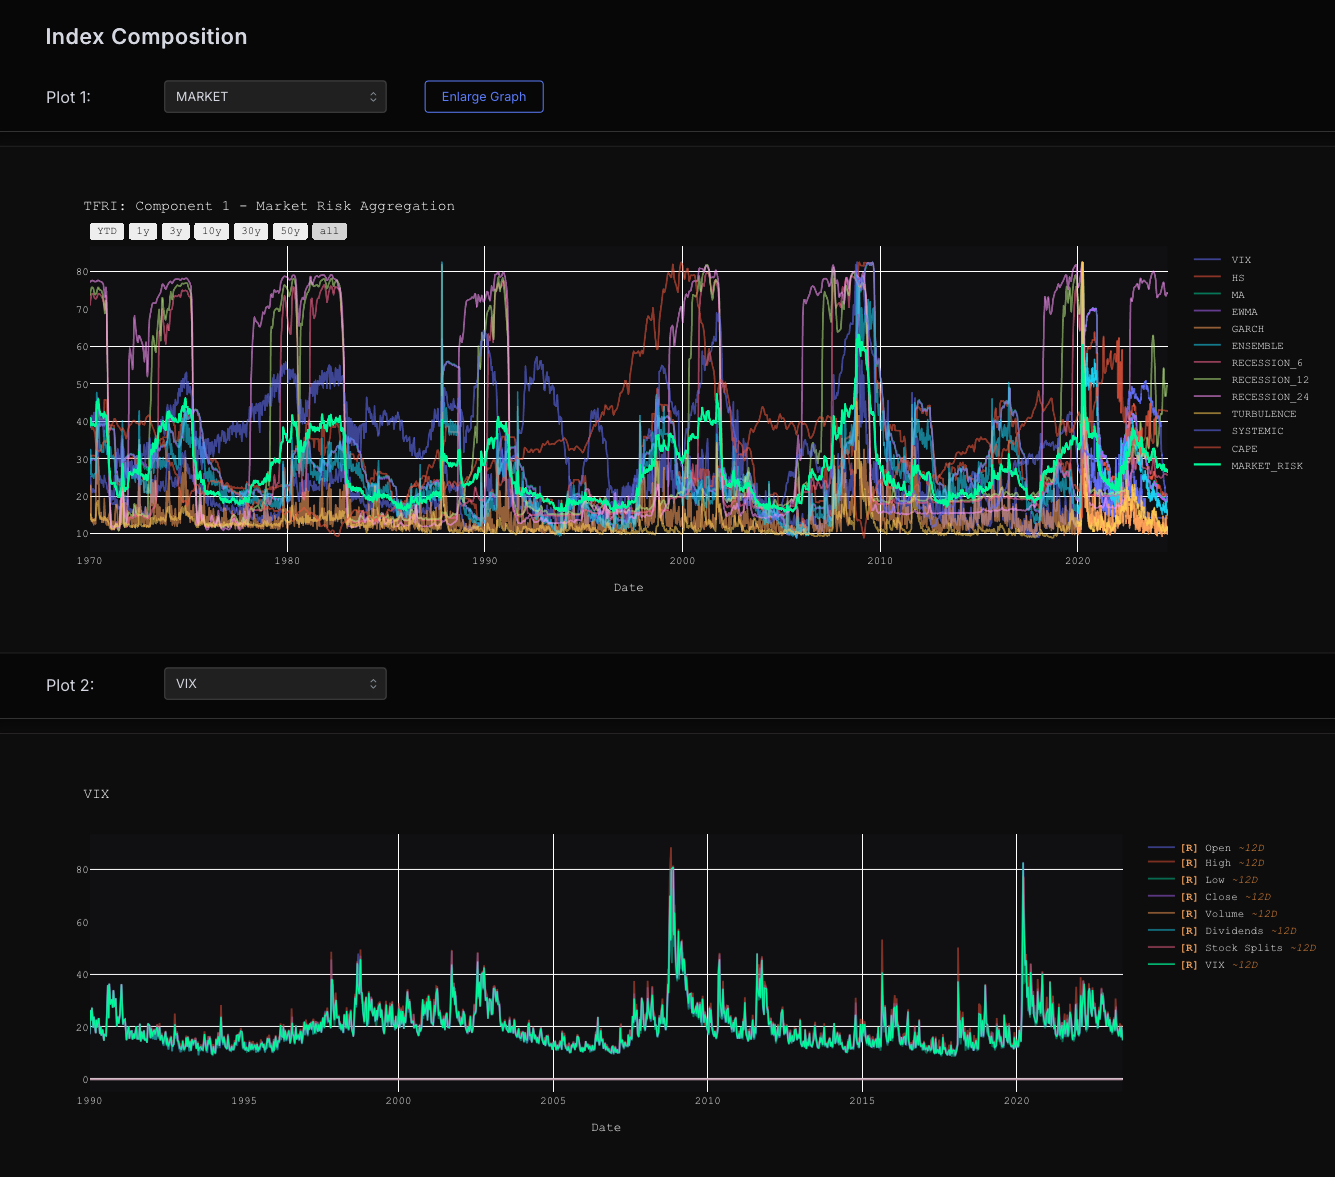 Index Composition
Plot 1:
MARKET
Enlarge Graph
TFRI: Component 1 - Market Risk Aggregation
YTD 1y 3y 10y 30y 50y all
80
70
60
50
40
30
20
10
1970 1980 1990 2000 2010 2020
Date
VIX
HS
MA
EWMA
GARCH
ENSEMBLE
RECESSION_6
RECESSION_12
RECESSION_24
TURBULENCE
SYSTEMIC
CAPE
MARKET_RISK
Plot 2:
VIX
VIX
80
60
40
20
0
1990 1995 2000 2005 2010 2015 2020
Date
[R] Open ~12D
[R] High ~12D
[R] Low ~12D
[R] Close ~12D
[R] Volume ~12D
[R] Dividends ~12D
[R] Stock Splits ~12D
[R] VIX ~12D